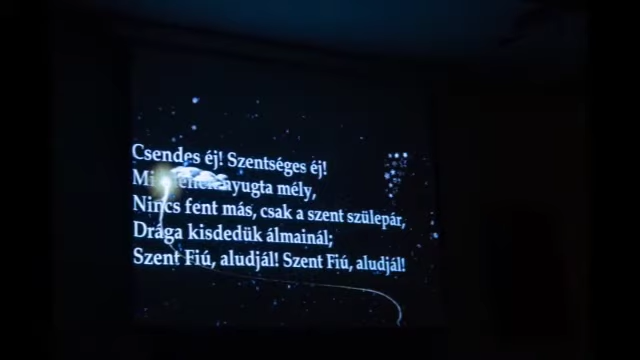 Csendes éj! Szentséges éj!
nyugta mély,
Nincs fent más, csak a szent szülepár,
Drága kisdedük álmainál;
Szent Fiú, aludjál! Szent Fiú, aludjál!